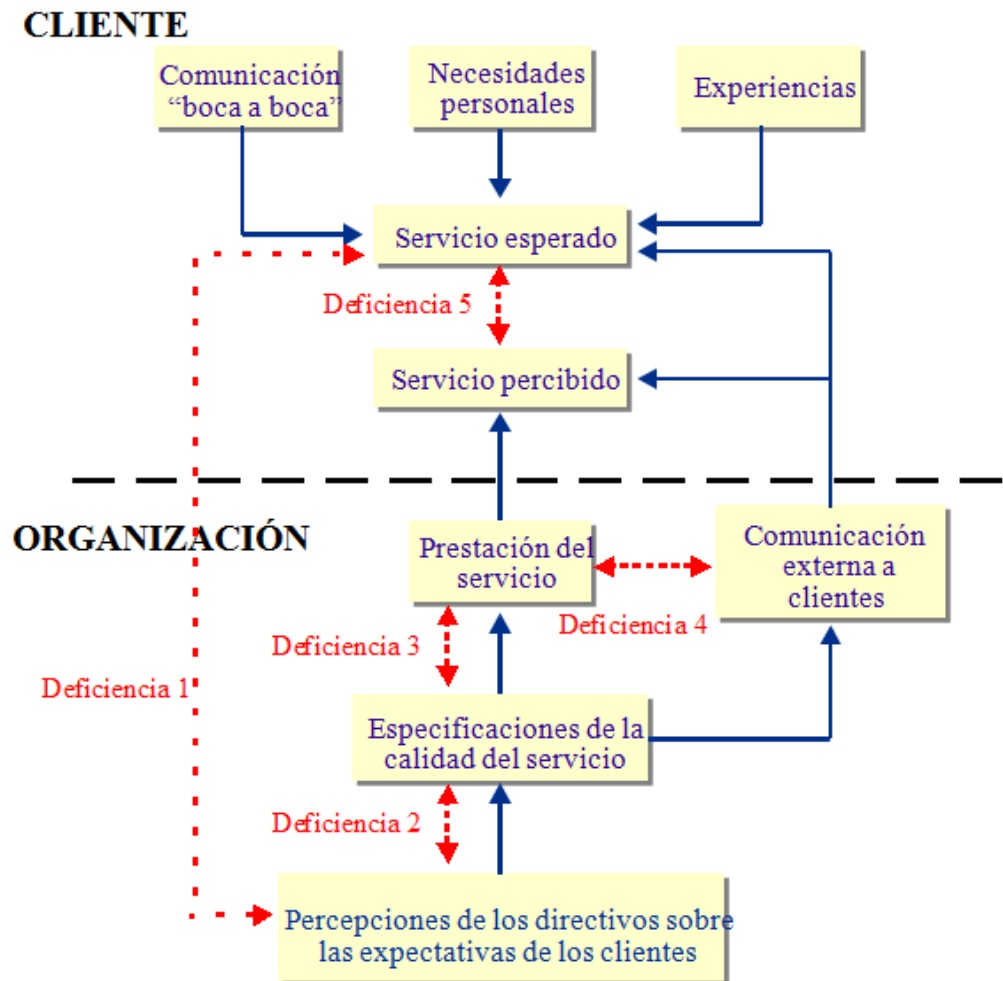 CLIENTE
Comunicación
“boca a boca”
Necesidades
personales
Experiencias
Servicio esperado
Deficiencia 5
Servicio percibido
ORGANIZACIÓN
Prestación del
servicio
Comunicación
externa a
clientes
Deficiencia 4
Deficiencia 3
Deficiencia 1
Especificaciones de la
calidad del servicio
Deficiencia 2
Percepciones de los directivos sobre
las expectativas de los clientes